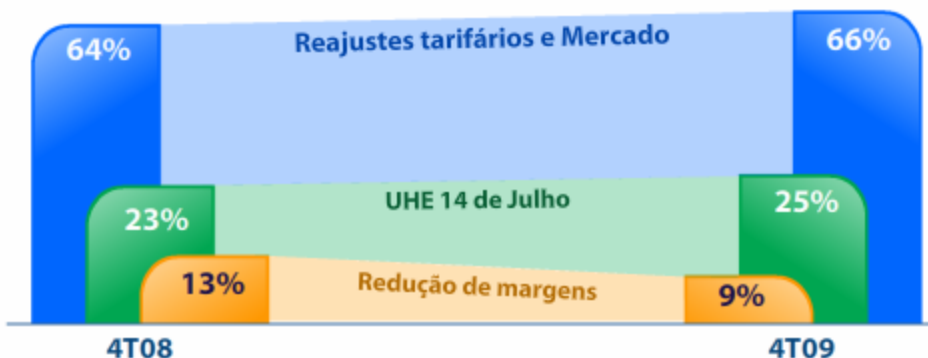 64%
Reajustes tarifários e Mercado
66%
23%
UHE 14 de Julho
25%
13%
Redução de margens
9%
4T08
4T09